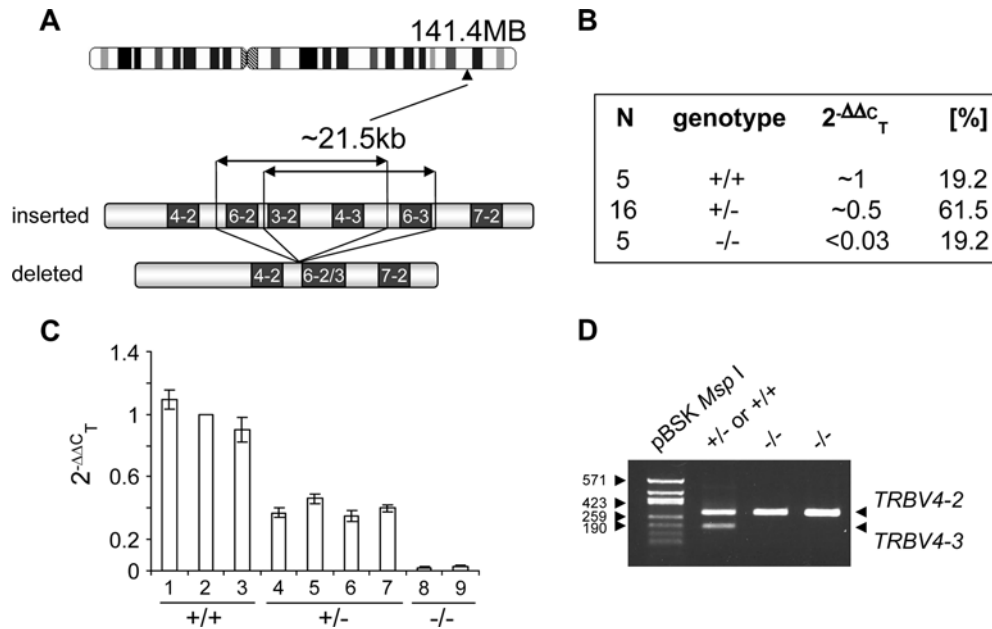 A
141.4MB
~21.5kb
inserted
4-2 6-2 3-2 4-3 6-3 7-2
deleted
4-2 6-2/3 7-2
B
N genotype 2-ΔΔCT [%]
5 +/+ ~1 19.2
16 +/- ~0.5 61.5
5 -/- <0.03 19.2
C
2-ΔΔCT
1.4
1
0.6
0.2
0
1 2 3 4 5 6 7 8 9
+/+ +/- -/-
D
pBSK Msp I
+/- or +/+
-/-
-/-
571
423
259
190
TRBV4-2
TRBV4-3